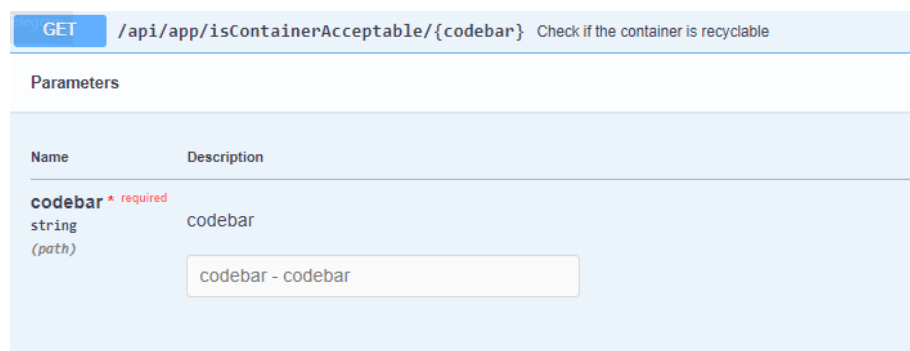 GET /api/app/isContainerAcceptable/{codebar} Check if the container is recyclable
Parameters
Name Description
codebar * required
string
(path)
codebar
codebar - codebar